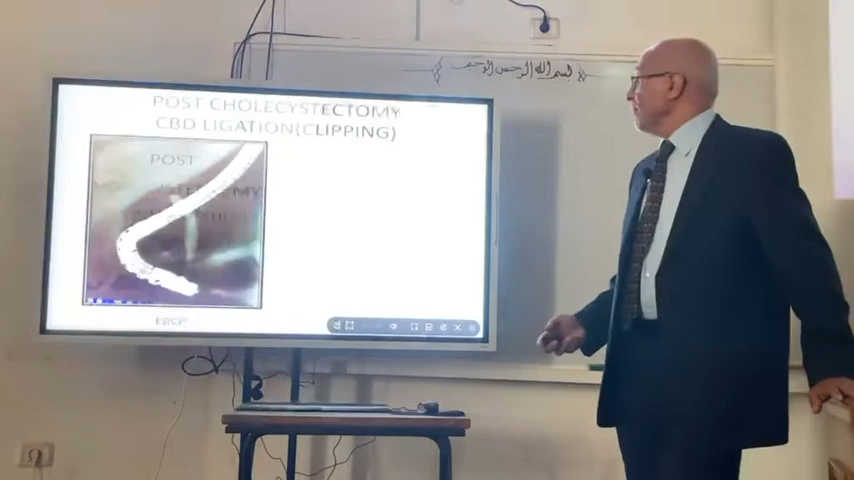 بسم الله الرحمن الرحيم
POST CHOLECYSTECTOMY
CBD LIGATION(CLIPPING)
POST
ERCP